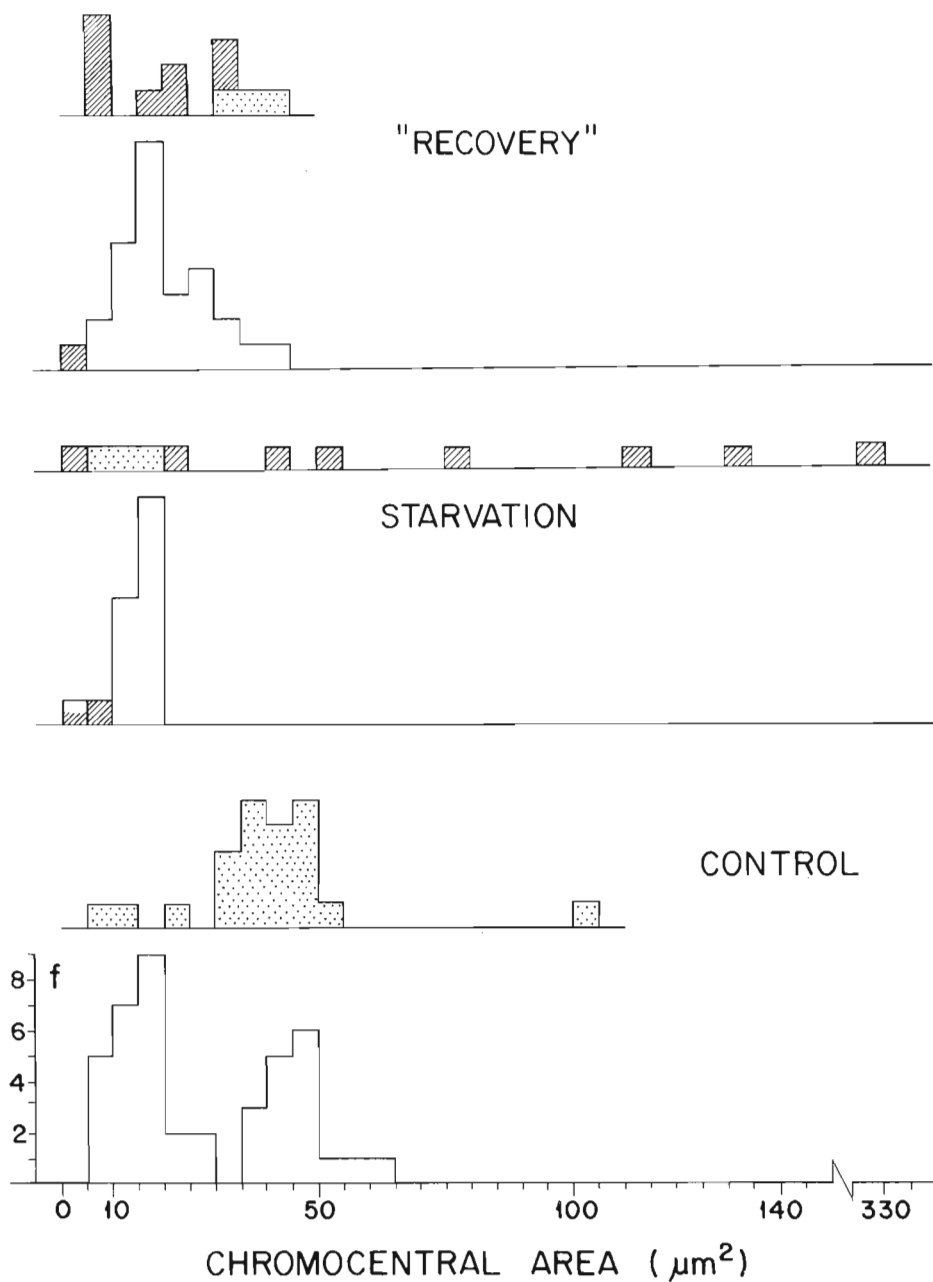 "RECOVERY"
STARVATION
CONTROL
f
8
6
4
2
0 10 50 100 140 330
CHROMOCENTRAL AREA (μm²)